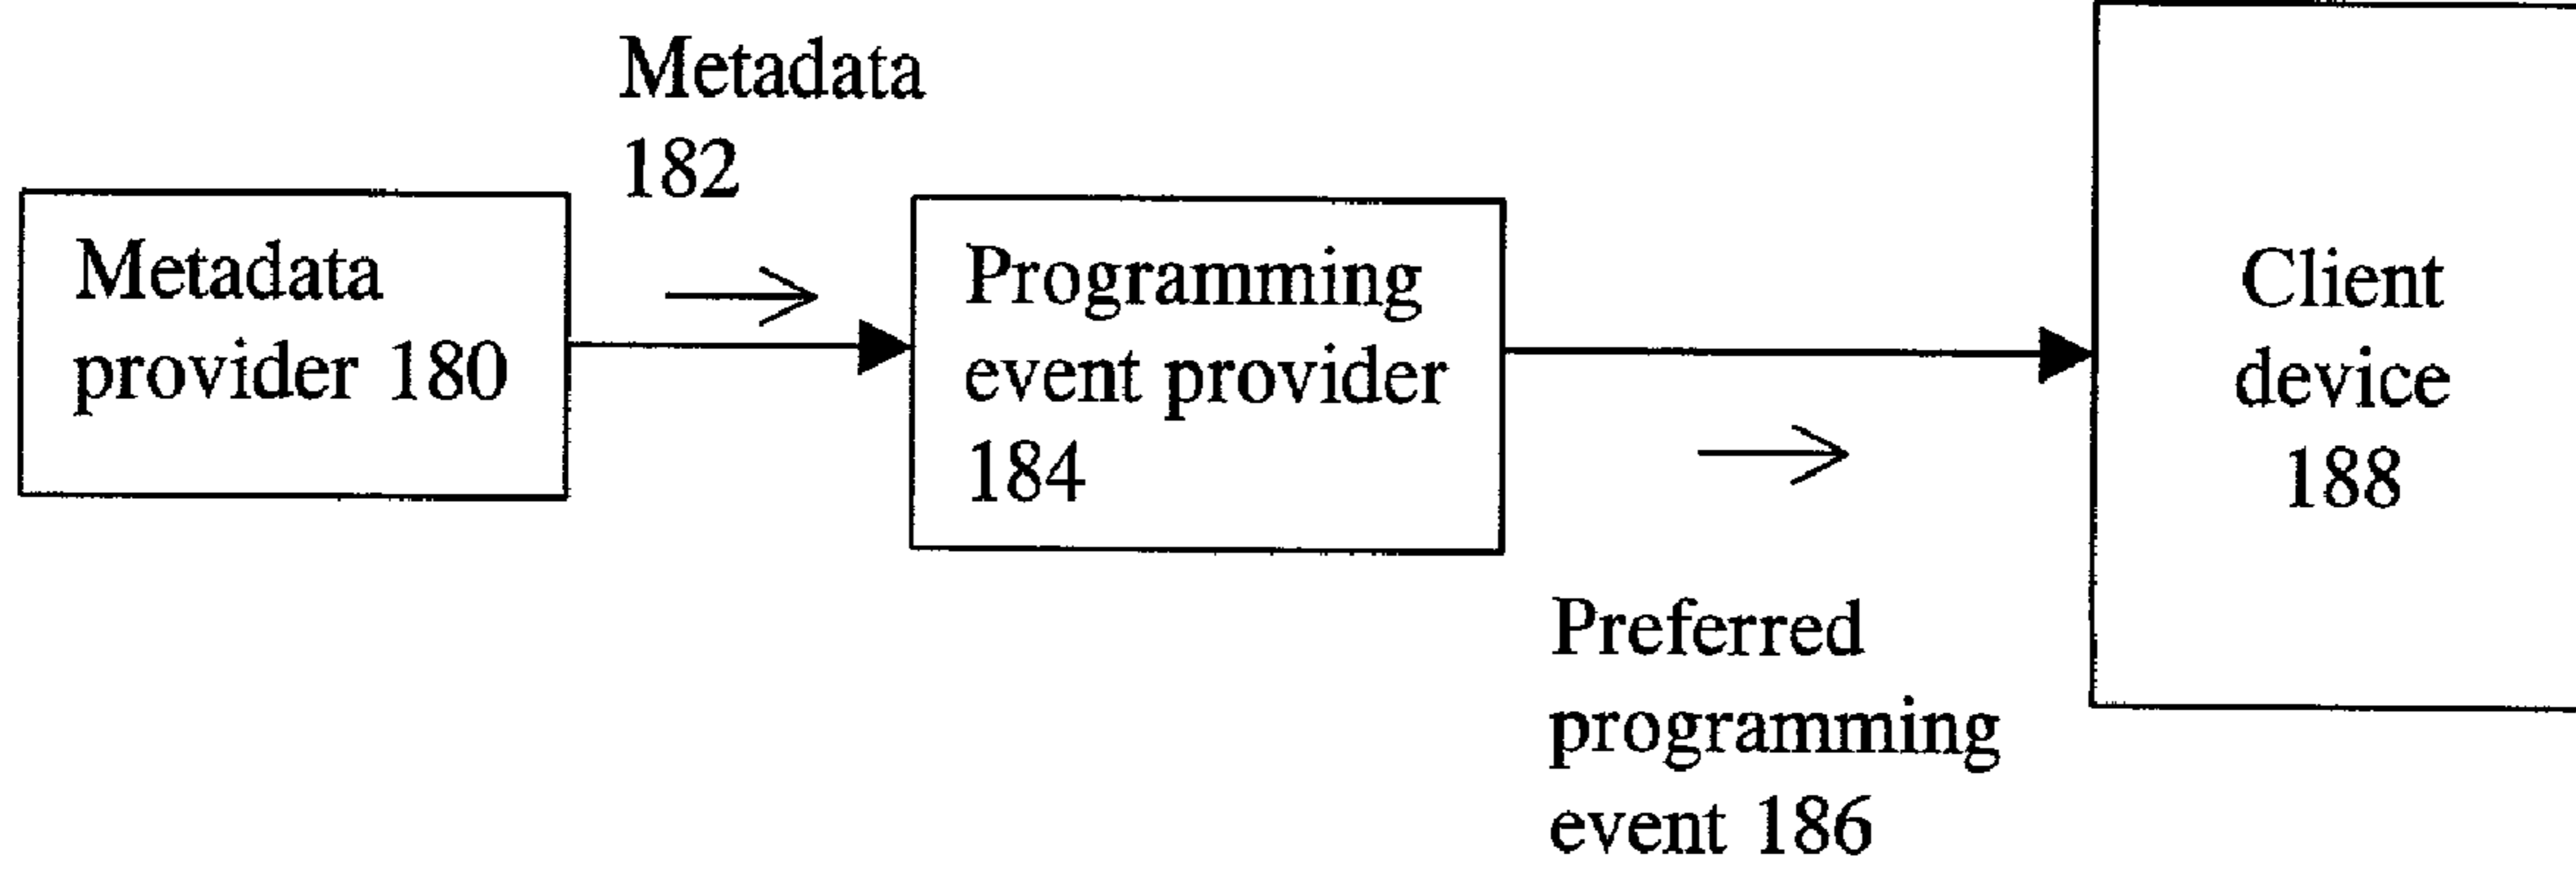 Metadata
182
Metadata
provider 180
Programming
event provider
184
Client
device
188
Preferred
programming
event 186